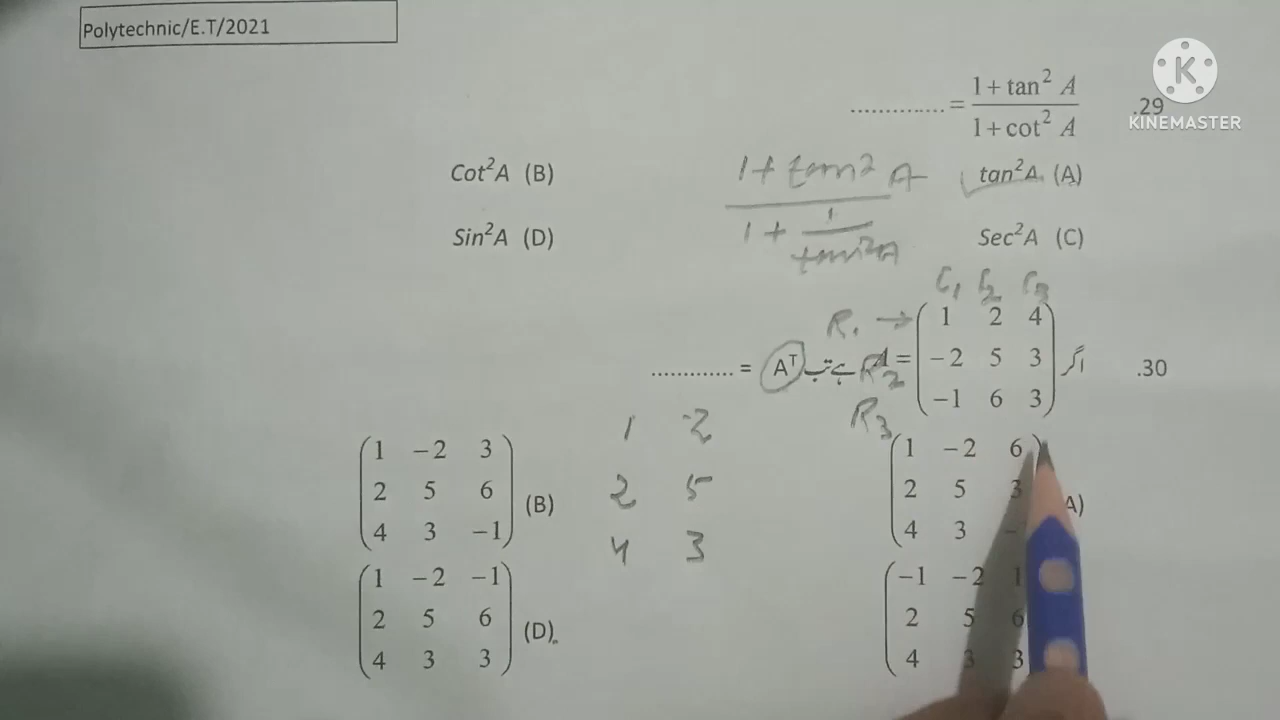 Polytechnic/E.T/2021
KINEMASTER
.29 (1 + tan² A)/(1 + cot² A) = ..............
tan²A (A) Cot²A (B)
Sec²A (C) Sin²A (D)
1 + tan² A
1 + 1/tan²A
C1 C2 C3
R1 →
R2
R3
.30 اگر A = ہے تب Aᵀ = .............
1 2 4
-2 5 3
-1 6 3
(A)
1 -2 6
2 5 3
4 3
(B)
1 -2 3
2 5 6
4 3 -1
-1 -2 1
2 5 6
4 3 3
(D)
1 -2 -1
2 5 6
4 3 3
1 -2
2 5
4 3